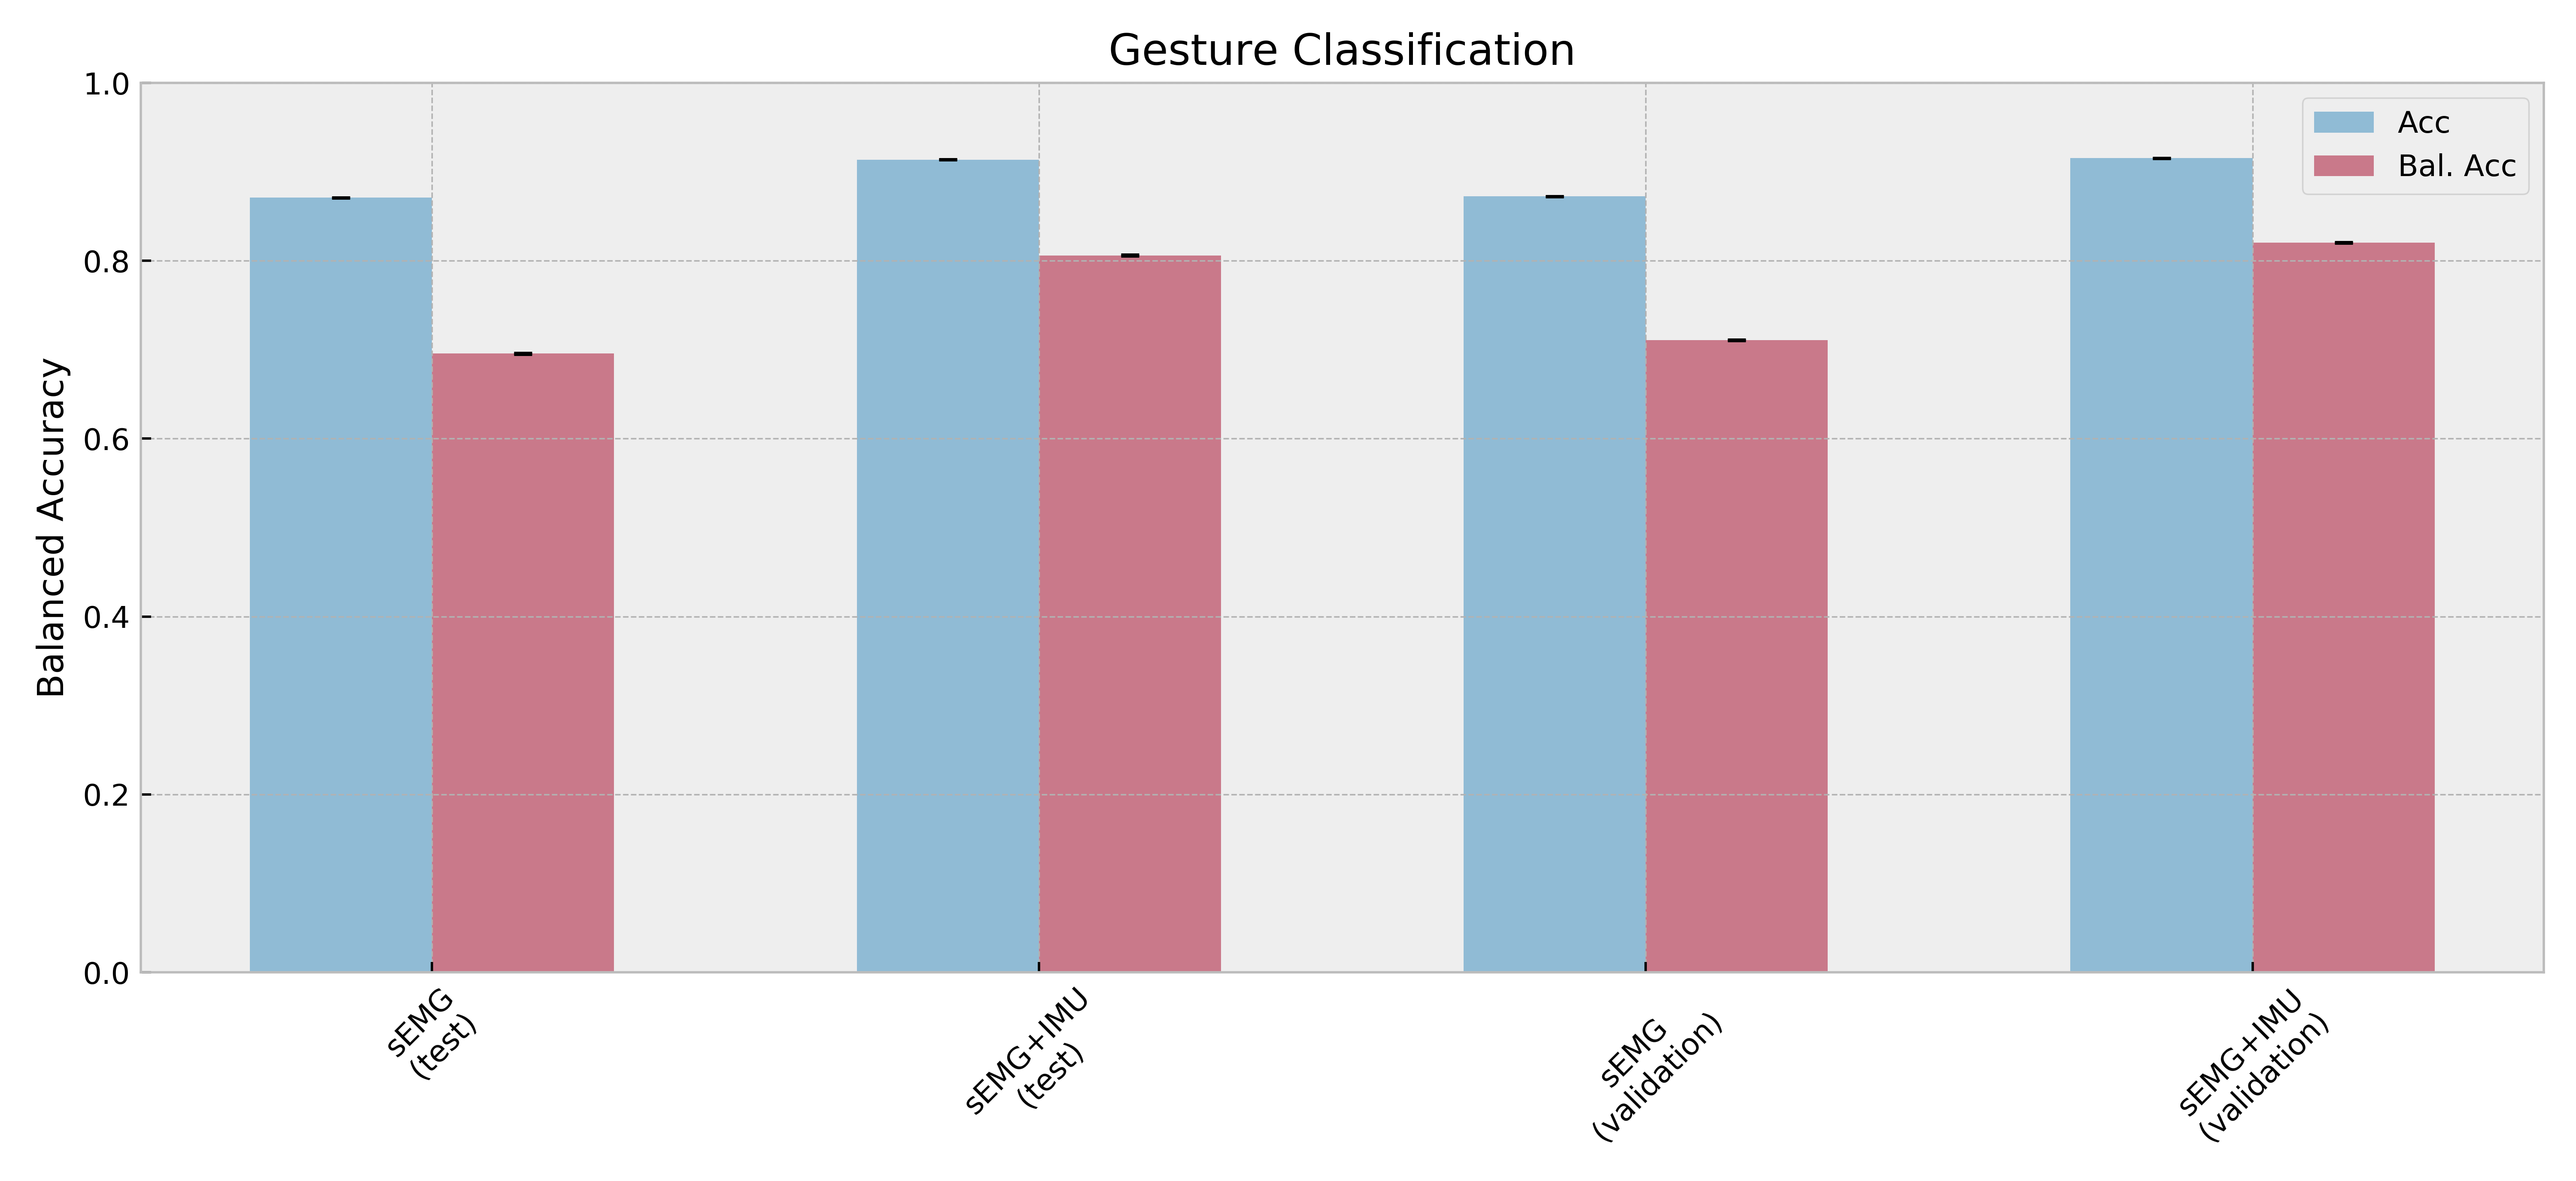 Gesture Classification
Balanced Accuracy
1.0
0.8
0.6
0.4
0.2
0.0
Acc
Bal. Acc
sEMG
(test)
sEMG+IMU
(test)
sEMG
(validation)
sEMG+IMU
(validation)